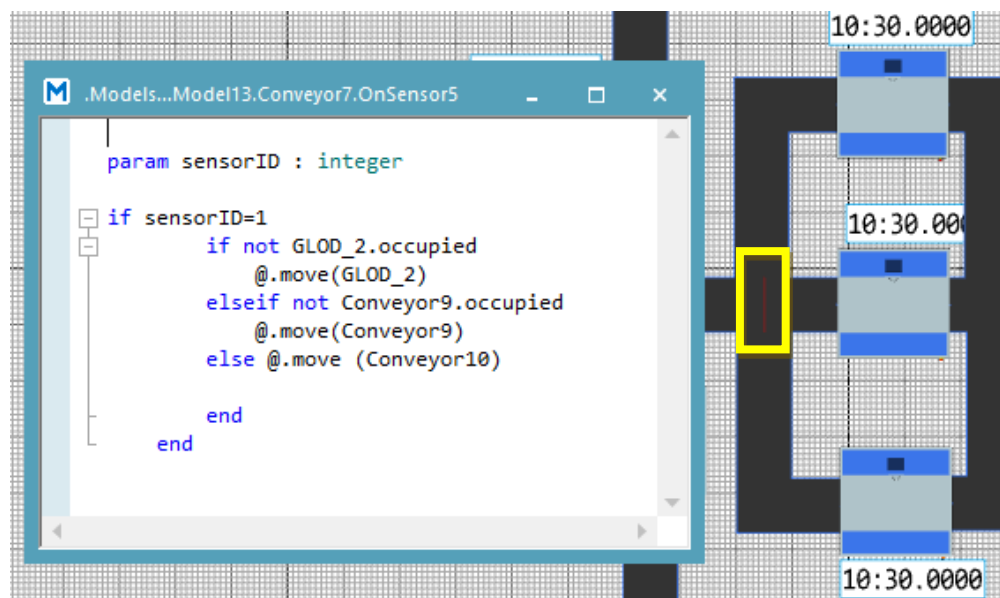 10:30.0000
M .Models...Model13.Conveyor7.OnSensor5
param sensorID : integer
if sensorID=1
if not GLOD_2.occupied
@.move(GLOD_2)
elseif not Conveyor9.occupied
@.move(Conveyor9)
else @.move (Conveyor10)
end
end
10:30.00
10:30.0000